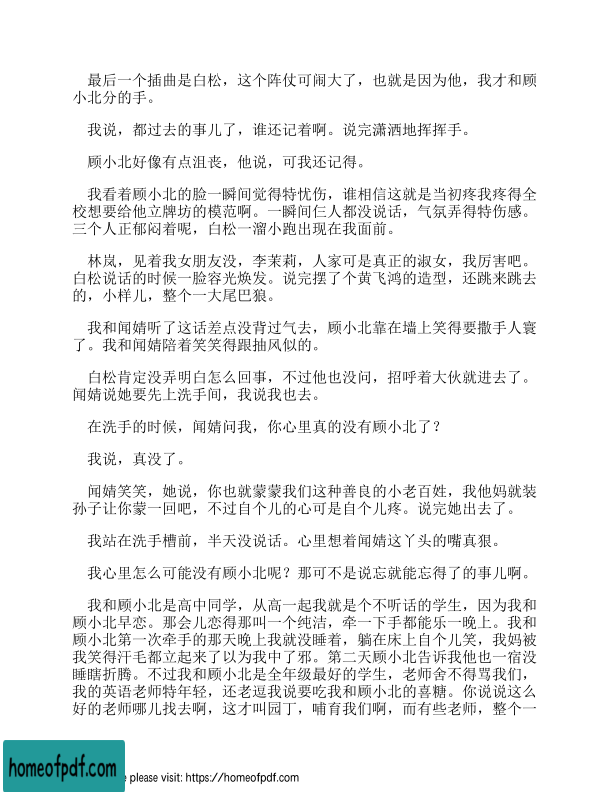 最后一个插曲是白松，这个阵仗可闹大了，也就是因为他，我才和顾
小北分的手。
我说，都过去的事儿了，谁还记着啊。说完潇洒地挥挥手。
顾小北好像有点沮丧，他说，可我还记得。
我看着顾小北的脸一瞬间觉得特忧伤，谁相信这就是当初疼我疼得全
校想要给他立牌坊的模范啊。一瞬间仨人都没说话，气氛弄得特伤感。
三个人正郁闷着呢，白松一溜小跑出现在我面前。
林岚，见着我女朋友没，李茉莉，人家可是真正的淑女，我厉害吧。
白松说话的时候一脸容光焕发。说完摆了个黄飞鸿的造型，还跳来跳去
的，小样儿，整个一大尾巴狼。
我和闻婧听了这话差点没背过气去，顾小北靠在墙上笑得要撒手人寰
了。我和闻婧陪着笑笑得跟抽风似的。
白松肯定没弄明白怎么回事，不过他也没问，招呼着大伙就进去了。
闻婧说她要先上洗手间，我说我也去。
在洗手的时候，闻婧问我，你心里真的没有顾小北了？
我说，真没了。
闻婧笑笑，她说，你也就蒙蒙我们这种善良的小老百姓，我他妈就装
孙子让你蒙一回吧，不过自个儿的心可是自个儿疼。说完她出去了。
我站在洗手槽前，半天没说话。心里想着闻婧这丫头的嘴真狠。
我心里怎么可能没有顾小北呢？那可不是说忘就能忘得了的事儿啊。
我和顾小北是高中同学，从高一起我就是个不听话的学生，因为我和
顾小北早恋。那会儿恋得那叫一个纯洁，牵一下手都能乐一晚上。我和
顾小北第一次牵手的那天晚上我就没睡着，躺在床上自个儿笑，我妈被
我笑得汗毛都立起来了以为我中了邪。第二天顾小北告诉我他也一宿没
睡瞎折腾。不过我和顾小北是全年级最好的学生，老师舍不得骂我们，
我的英语老师特年轻，还老逗我说要吃我和顾小北的喜糖。你说说这么
好的老师哪儿找去啊，这才叫园丁，哺育我们啊，而有些老师，整个一
homeofpdf.com
e please visit: https://homeofpdf.com